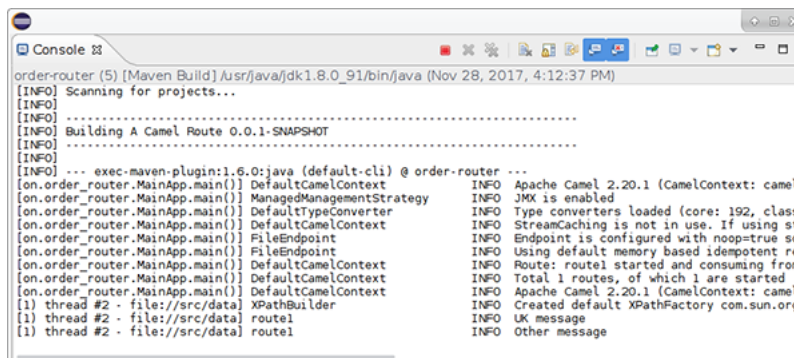 Console
order-router (5) [Maven Build] /usr/java/jdk1.8.0_91/bin/java (Nov 28, 2017, 4:12:37 PM)
[INFO] Scanning for projects...
[INFO]
[INFO] ------------------------------------------------------------------------
[INFO] Building A Camel Route 0.0.1-SNAPSHOT
[INFO] ------------------------------------------------------------------------
[INFO]
[INFO] --- exec-maven-plugin:1.6.0:java (default-cli) @ order-router ---
[on.order_router.MainApp.main()] DefaultCamelContext INFO Apache Camel 2.20.1 (CamelContext: camel
[on.order_router.MainApp.main()] ManagedManagementStrategy INFO JMX is enabled
[on.order_router.MainApp.main()] DefaultTypeConverter INFO Type converters loaded (core: 192, class
[on.order_router.MainApp.main()] DefaultCamelContext INFO StreamCaching is not in use. If using st
[on.order_router.MainApp.main()] FileEndpoint INFO Endpoint is configured with noop=true so
[on.order_router.MainApp.main()] FileEndpoint INFO Using default memory based idempotent re
[on.order_router.MainApp.main()] DefaultCamelContext INFO Route: route1 started and consuming from
[on.order_router.MainApp.main()] DefaultCamelContext INFO Total 1 routes, of which 1 are started
[on.order_router.MainApp.main()] DefaultCamelContext INFO Apache Camel 2.20.1 (CamelContext: camel
[1) thread #2 - file://src/data] XPathBuilder INFO Created default XPathFactory com.sun.org
[1) thread #2 - file://src/data] route1 INFO UK message
[1) thread #2 - file://src/data] route1 INFO Other message